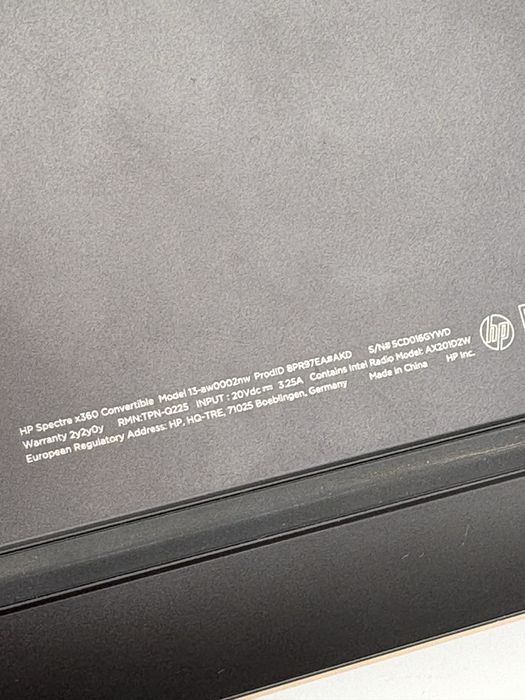 HP Spectre x360 Convertible Model 13-aw0002nw ProdID 8PR97EA#AKD S/N# 5CD016GYWD
Warranty 2y2y0y RMN:TPN-Q225 INPUT : 20Vdc⎓ 3.25A Contains Intel Radio Model: AX201D2W
European Regulatory Address: HP, HQ-TRE, 71025 Boeblingen, Germany Made in China HP Inc.
hp